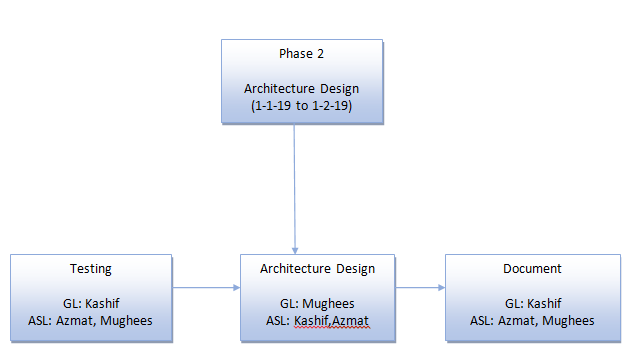 Phase 2
Architecture Design
(1-1-19 to 1-2-19)
Testing
GL: Kashif
ASL: Azmat, Mughees
Architecture Design
GL: Mughees
ASL: Kashif,Azmat
Document
GL: Kashif
ASL: Azmat, Mughees